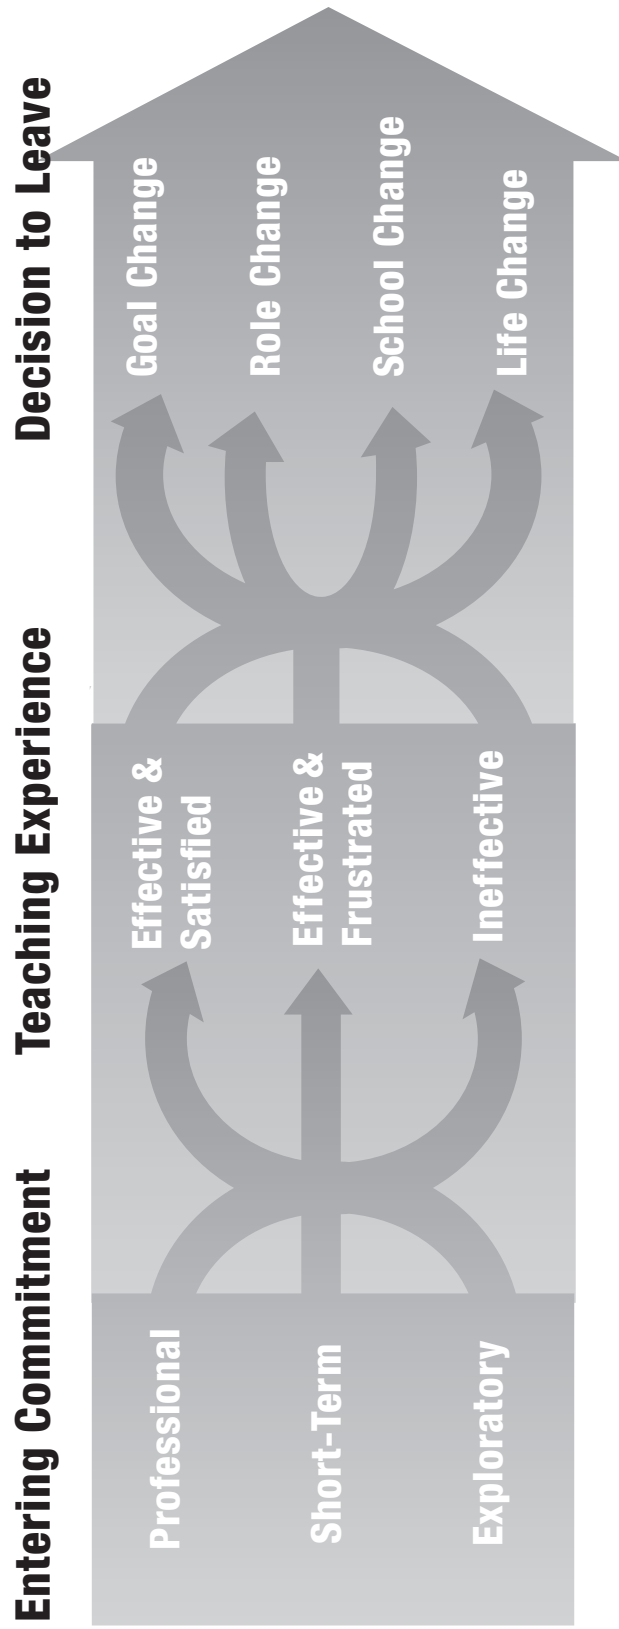 Entering Commitment
Professional
Short-Term
Exploratory
Teaching Experience
Effective &
Satisfied
Effective &
Frustrated
Ineffective
Decision to Leave
Goal Change
Role Change
School Change
Life Change